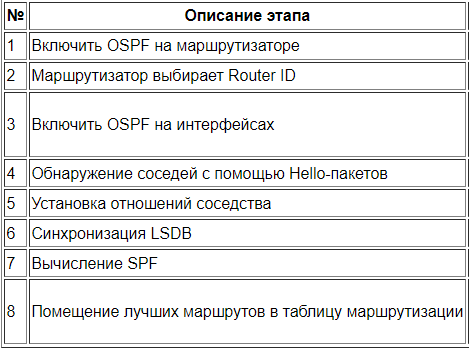 № Описание этапа
1 Включить OSPF на маршрутизаторе
2 Маршрутизатор выбирает Router ID
3 Включить OSPF на интерфейсах
4 Обнаружение соседей с помощью Hello-пакетов
5 Установка отношений соседства
6 Синхронизация LSDB
7 Вычисление SPF
8 Помещение лучших маршрутов в таблицу маршрутизации